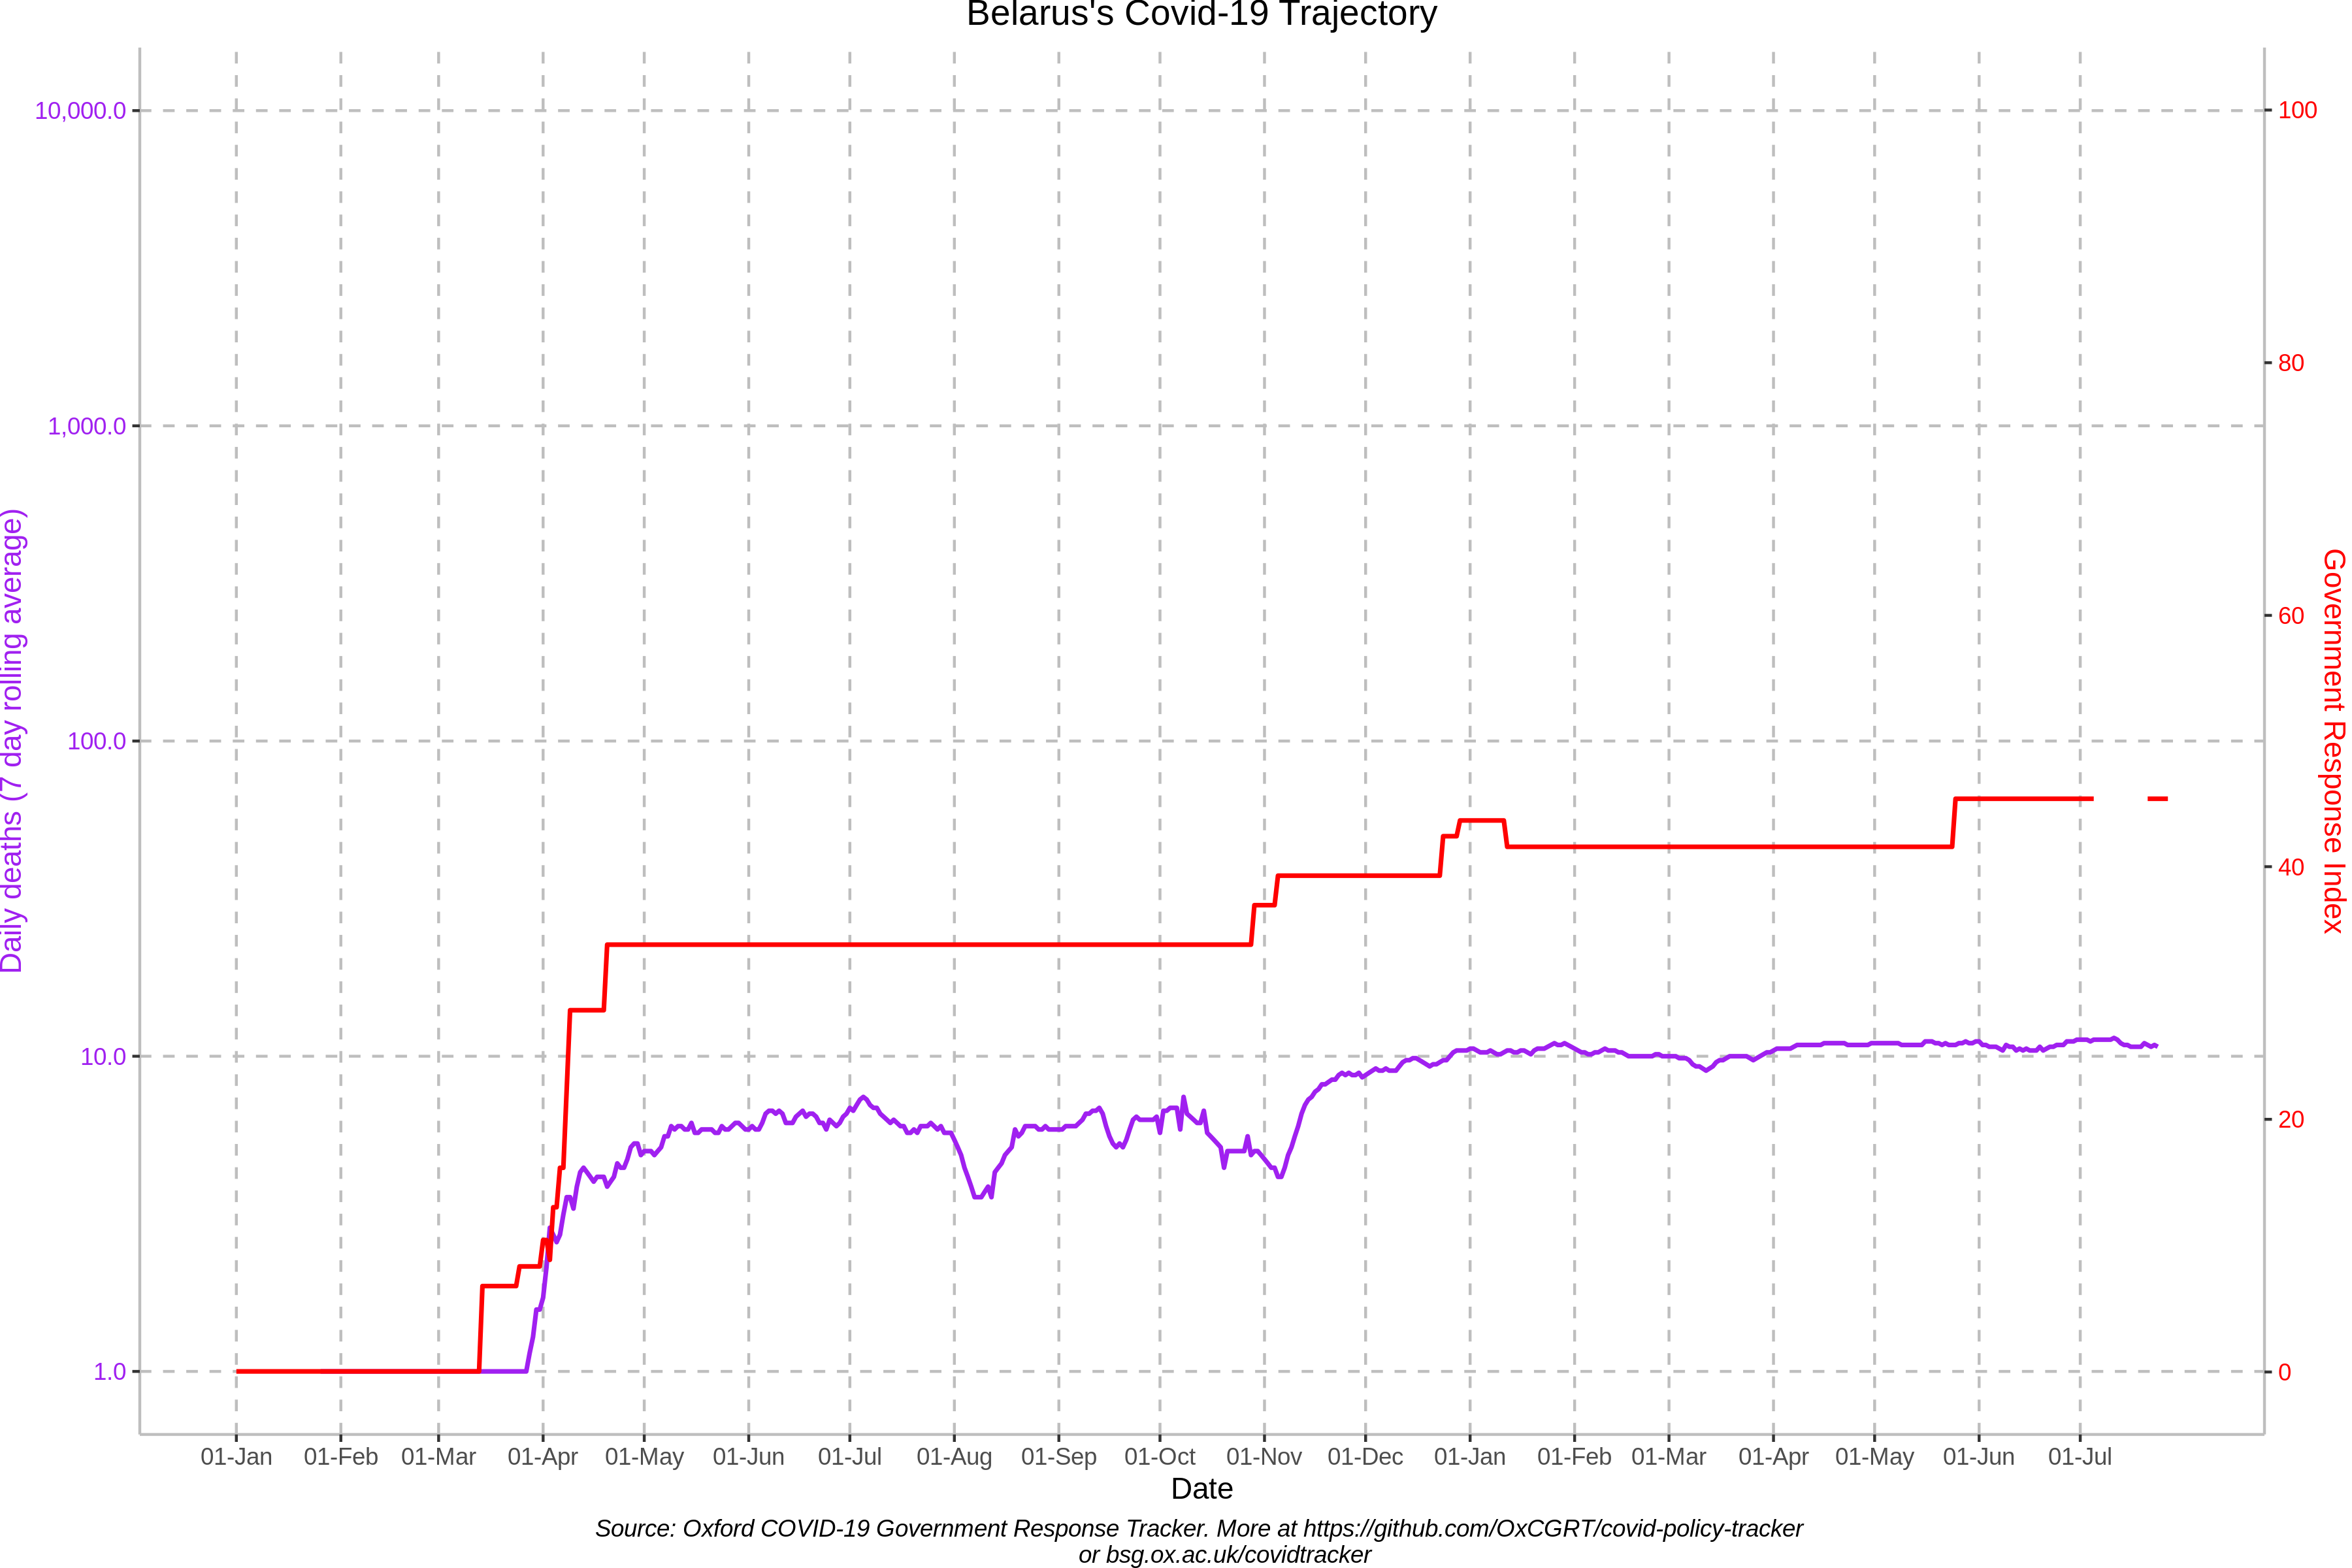 Belarus's Covid-19 Trajectory
10,000.0
1,000.0
100.0
10.0
1.0
Daily deaths (7 day rolling average)
100
80
60
40
20
0
Government Response Index
01-Jan 01-Feb 01-Mar 01-Apr 01-May 01-Jun 01-Jul 01-Aug 01-Sep 01-Oct 01-Nov 01-Dec 01-Jan 01-Feb 01-Mar 01-Apr 01-May 01-Jun 01-Jul
Date
Source: Oxford COVID-19 Government Response Tracker. More at https://github.com/OxCGRT/covid-policy-tracker
or bsg.ox.ac.uk/covidtracker